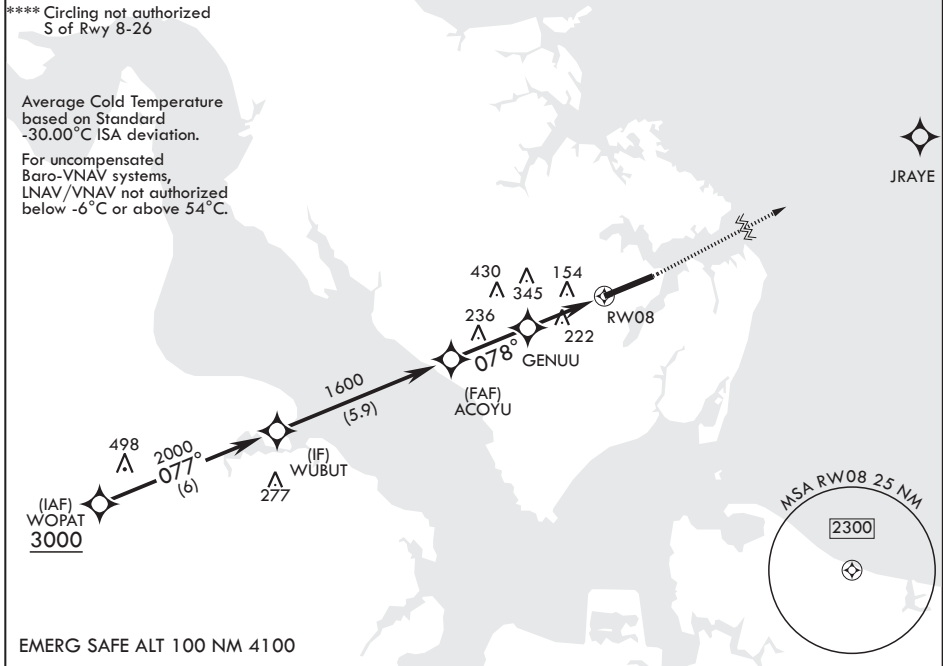 **** Circling not authorized
S of Rwy 8-26
Average Cold Temperature
based on Standard
-30.00°C ISA deviation.
For uncompensated
Baro-VNAV systems,
LNAV/VNAV not authorized
below -6°C or above 54°C.
JRAYE
430
345
154
236
222
RW08
078°
GENUU
(FAF)
ACOYU
1600
(5.9)
498
2000
077°
(6)
(IF)
WUBUT
277
(IAF)
WOPAT
3000
MSA RW08 25 NM
2300
EMERG SAFE ALT 100 NM 4100